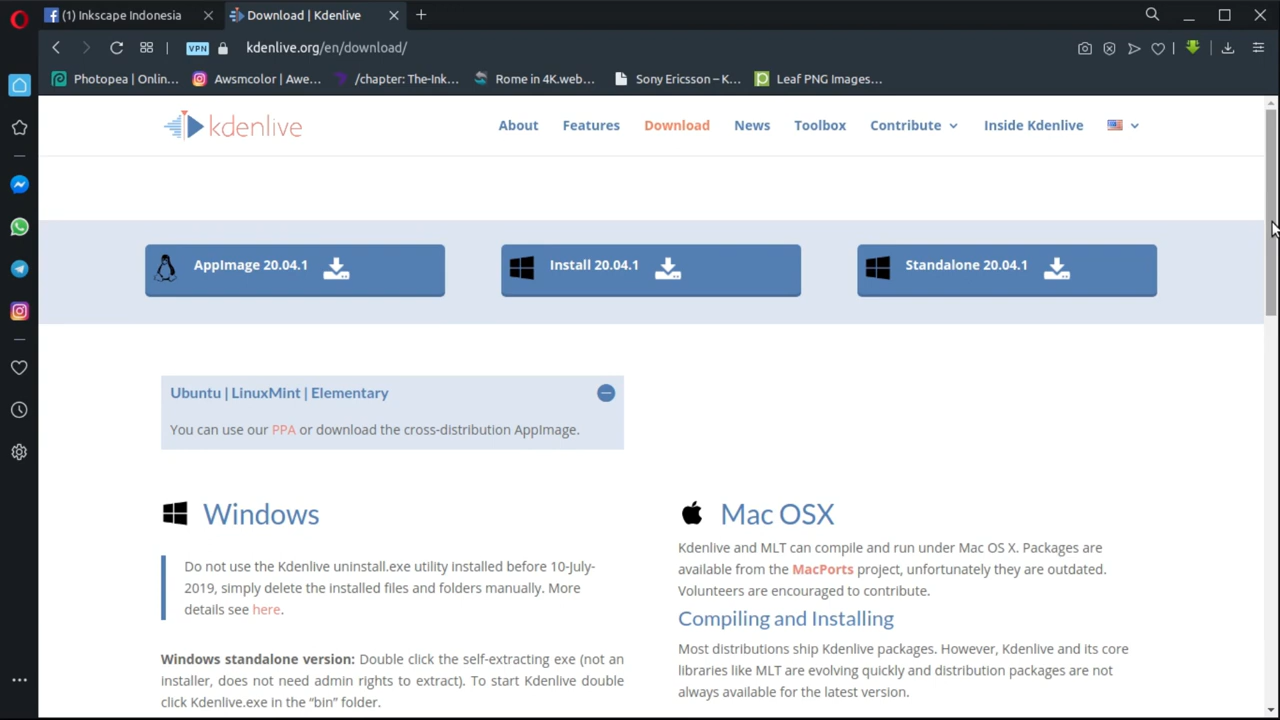 (1) Inkscape Indonesia
Download | Kdenlive
VPN
kdenlive.org/en/download/
Photopea | Onlin...
Awsmcolor | Awe...
/chapter: The-Ink...
Rome in 4K.web...
Sony Ericsson – K...
Leaf PNG Images...
kdenlive
About
Features
Download
News
Toolbox
Contribute
Inside Kdenlive
AppImage 20.04.1
Install 20.04.1
Standalone 20.04.1
Ubuntu | LinuxMint | Elementary
You can use our PPA or download the cross-distribution AppImage.
Windows
Do not use the Kdenlive uninstall.exe utility installed before 10-July-
2019, simply delete the installed files and folders manually. More
details see here.
Windows standalone version: Double click the self-extracting exe (not an
installer, does not need admin rights to extract). To start Kdenlive double
click Kdenlive.exe in the “bin” folder.
Mac OSX
Kdenlive and MLT can compile and run under Mac OS X. Packages are
available from the MacPorts project, unfortunately they are outdated.
Volunteers are encouraged to contribute.
Compiling and Installing
Most distributions ship Kdenlive packages. However, Kdenlive and its core
libraries like MLT are evolving quickly and distribution packages are not
always available for the latest version.